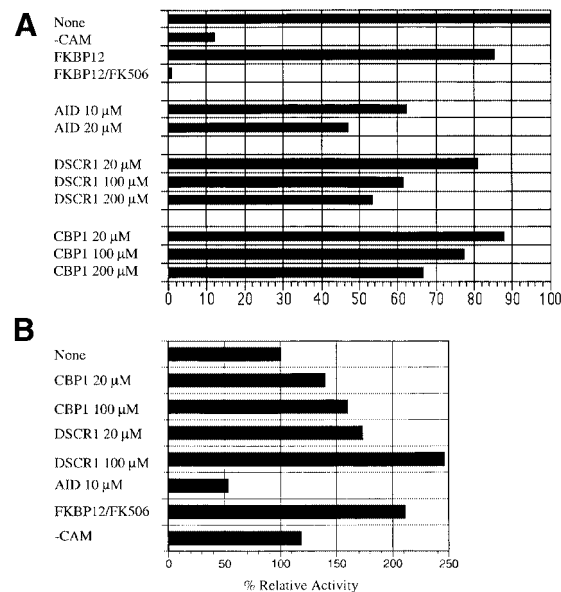 A
None
-CAM
FKBP12
FKBP12/FK506
AID 10 µM
AID 20 µM
DSCR1 20 µM
DSCR1 100 µM
DSCR1 200 µM
CBP1 20 µM
CBP1 100 µM
CBP1 200 µM
0 10 20 30 40 50 60 70 80 90 100
B
None
CBP1 20 µM
CBP1 100 µM
DSCR1 20 µM
DSCR1 100 µM
AID 10 µM
FKBP12/FK506
-CAM
0 50 100 150 200 250
% Relative Activity